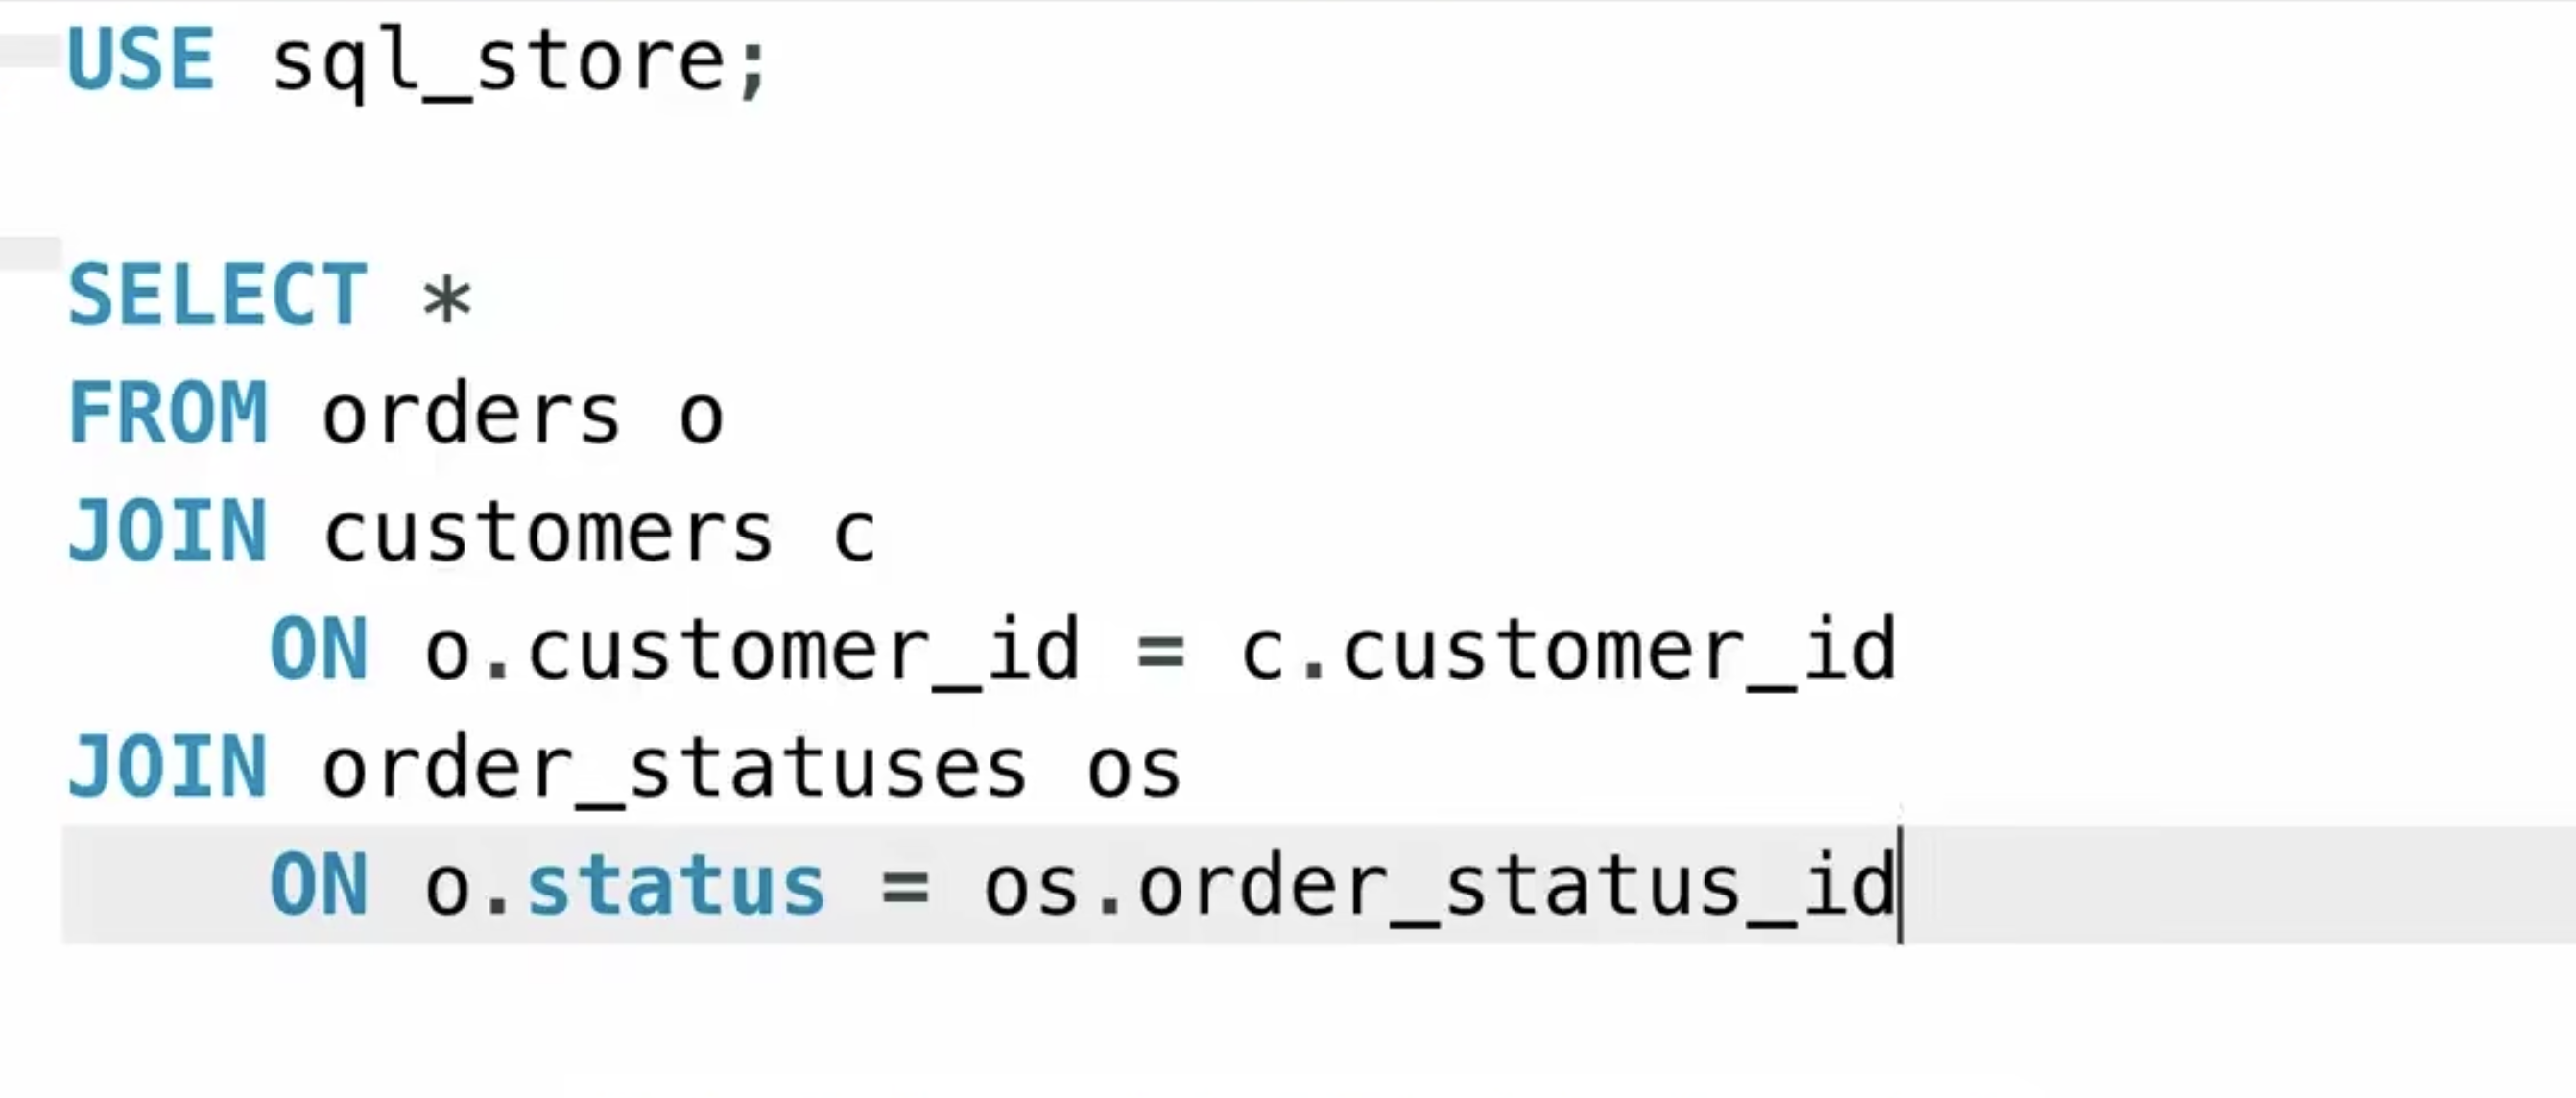 USE sql_store;
SELECT *
FROM orders o
JOIN customers c
    ON o.customer_id = c.customer_id
JOIN order_statuses os
    ON o.status = os.order_status_id